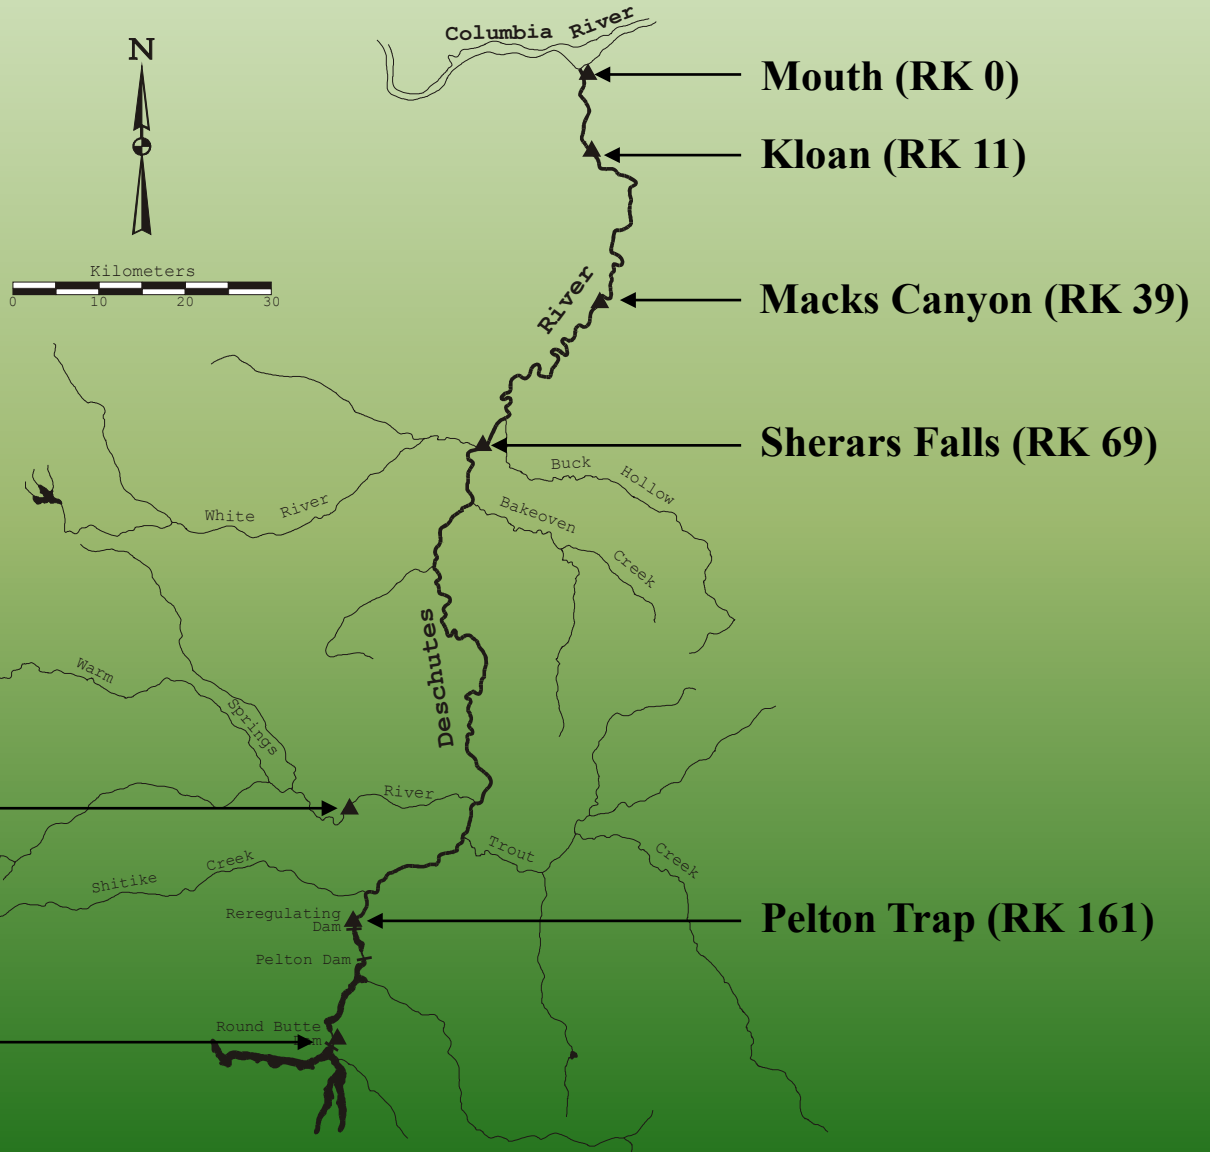 Columbia River
N
Mouth (RK 0)
Kloan (RK 11)
Kilometers
0 10 20 30
River
Macks Canyon (RK 39)
Sherars Falls (RK 69)
Buck Hollow
White River
Bakeoven
Creek
Deschutes
Warm
Springs
River
Trout
Creek
Shitike Creek
Reregulating
Dam
Pelton Trap (RK 161)
Pelton Dam
Round Butte
Dam